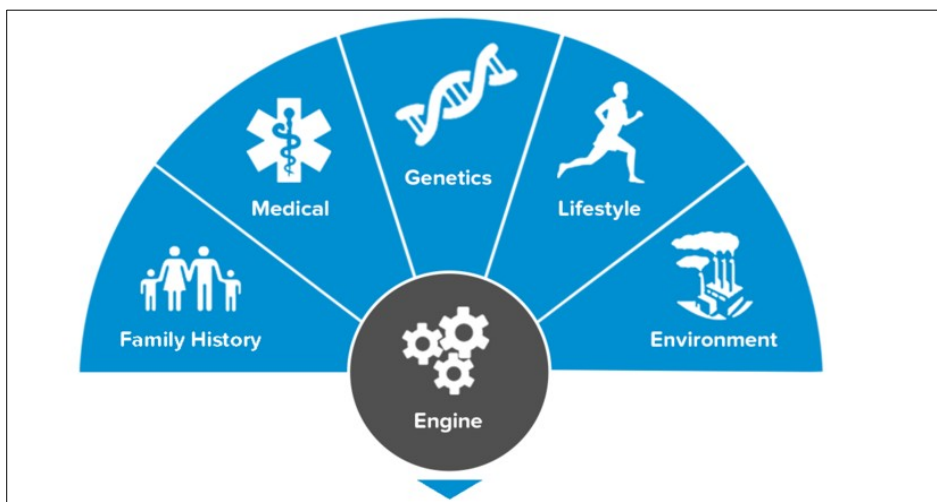 Genetics
Medical
Lifestyle
Family History
Environment
Engine